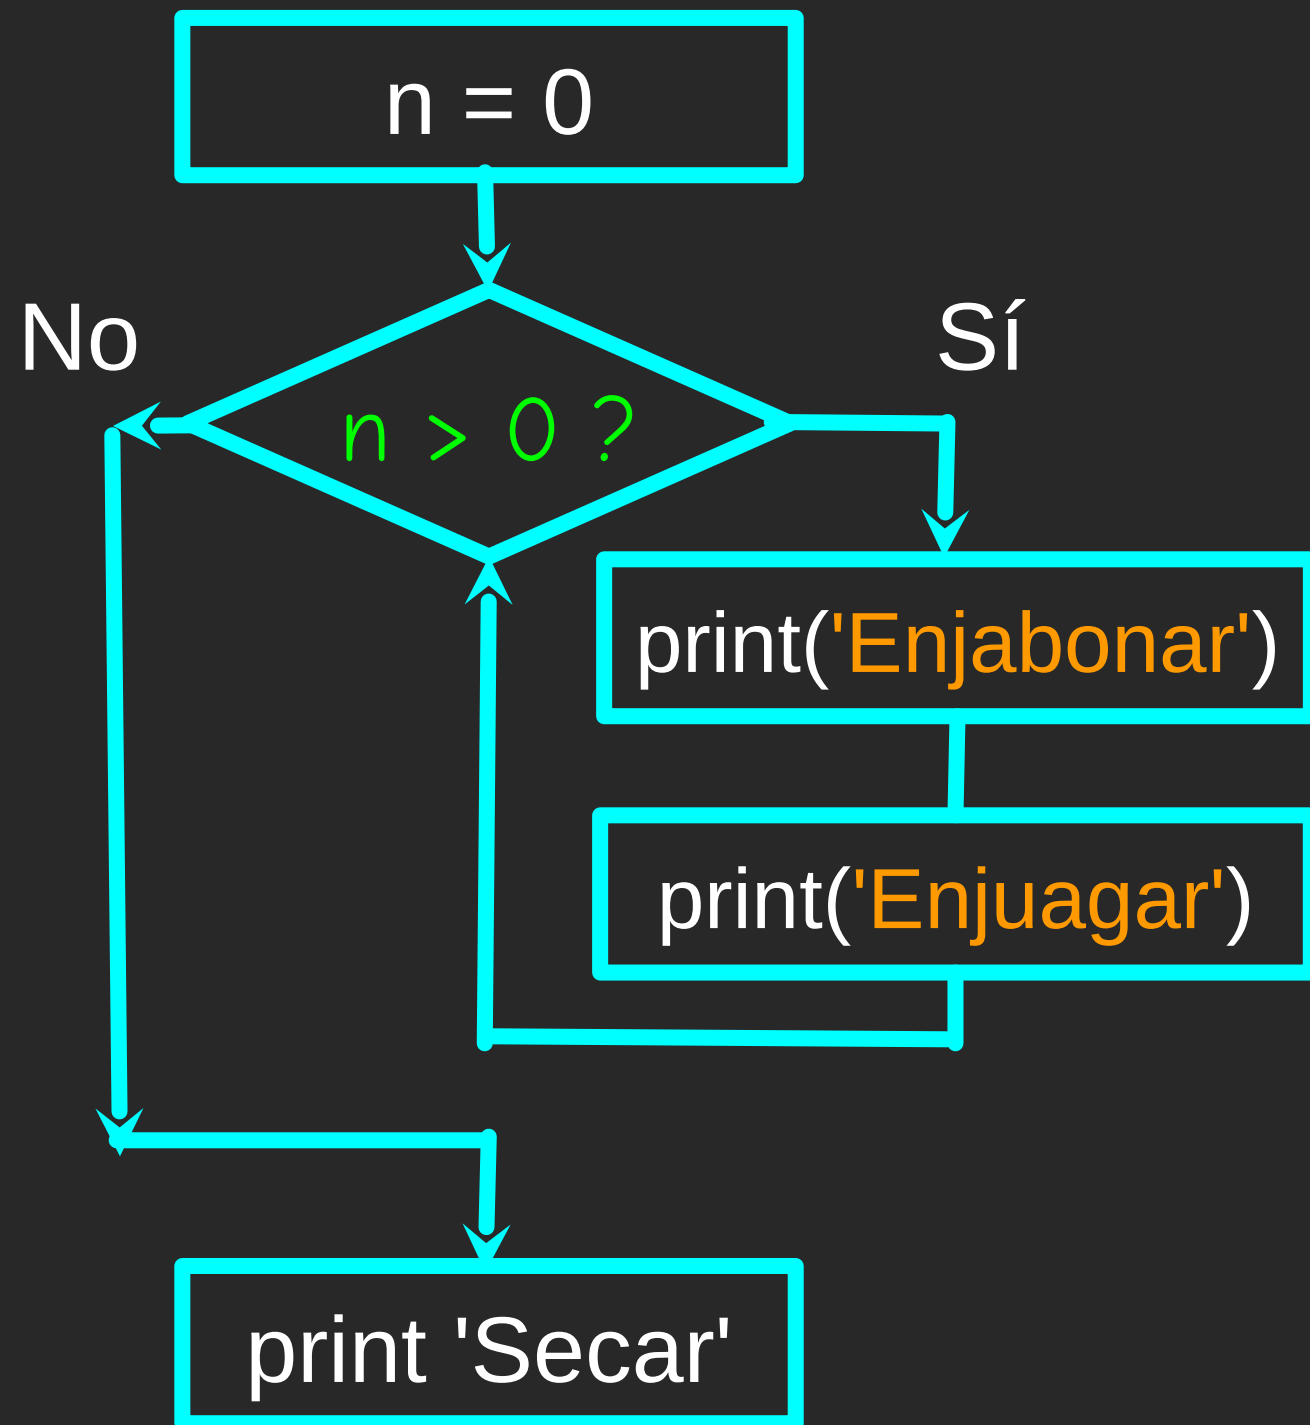 n = 0
No
Sí
n > 0 ?
print('Enjabonar')
print('Enjuagar')
print 'Secar'